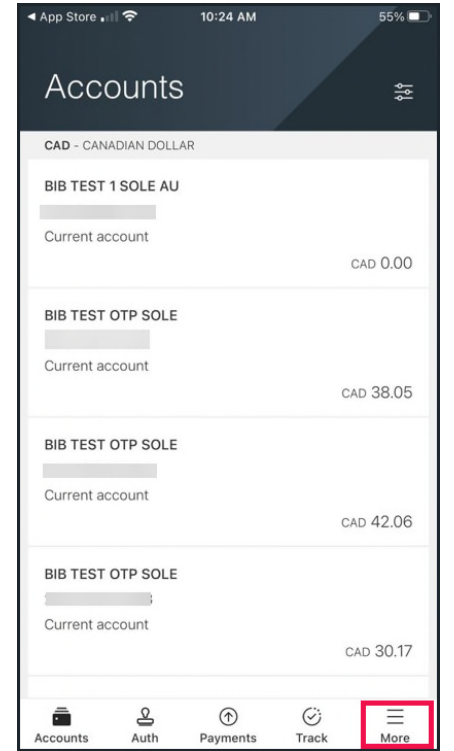 App Store 10:24 AM 55%
Accounts
CAD - CANADIAN DOLLAR
BIB TEST 1 SOLE AU
Current account
CAD 0.00
BIB TEST OTP SOLE
Current account
CAD 38.05
BIB TEST OTP SOLE
Current account
CAD 42.06
BIB TEST OTP SOLE
Current account
CAD 30.17
Accounts Auth Payments Track More